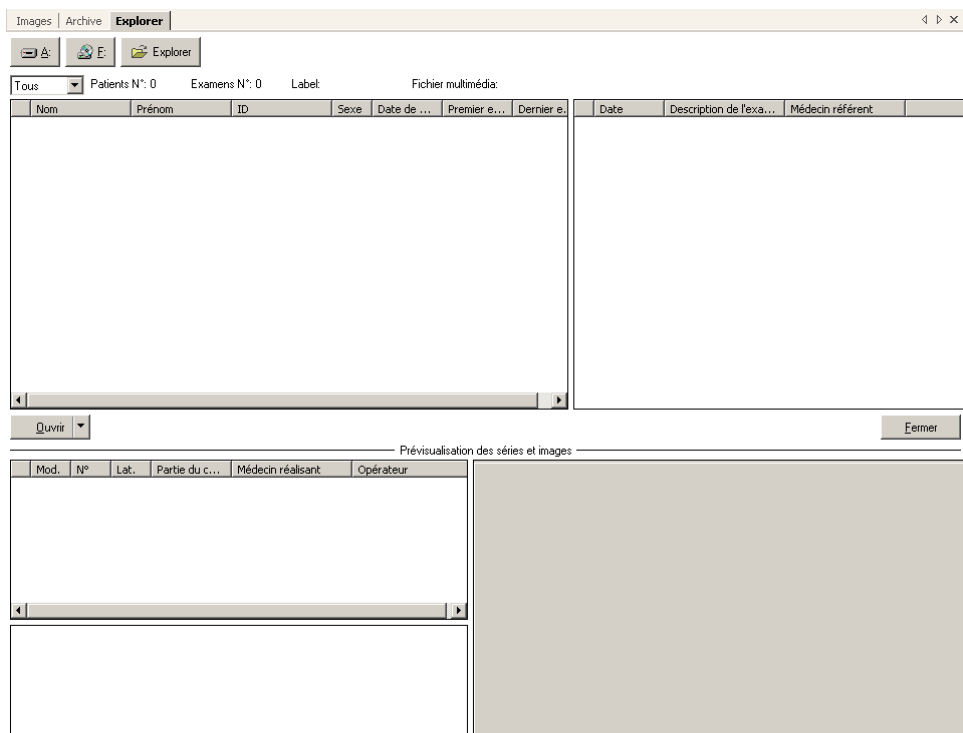 Images Archive Explorer
A: F: Explorer
Tous Patients N°: 0 Examens N°: 0 Label: Fichier multimédia:
Nom Prénom ID Sexe Date de ... Premier e... Dernier e. Date Description de l'exa... Médecin référent
Ouvrir Fermer
Prévisualisation des séries et images
Mod. N° Lat. Partie du c... Médecin réalisant Opérateur